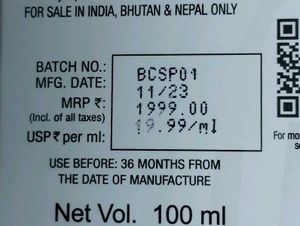 FOR SALE IN INDIA, BHUTAN & NEPAL ONLY
BATCH NO.: BCSP01
MFG. DATE: 11/23
MRP ₹: 1999.00
(Incl. of all taxes)
USP ₹ per ml: 19.99/ml
For mo
USE BEFORE: 36 MONTHS FROM
THE DATE OF MANUFACTURE
Net Vol. 100 ml